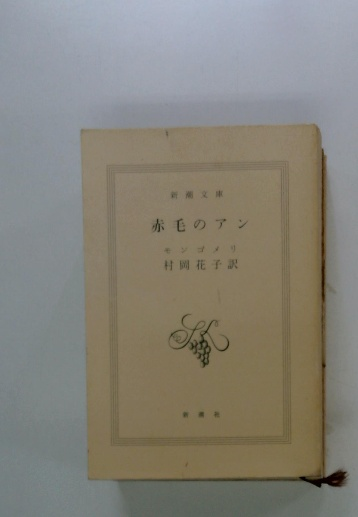 新潮文庫
赤毛のアン
モンゴメリ
村岡花子訳
新潮社